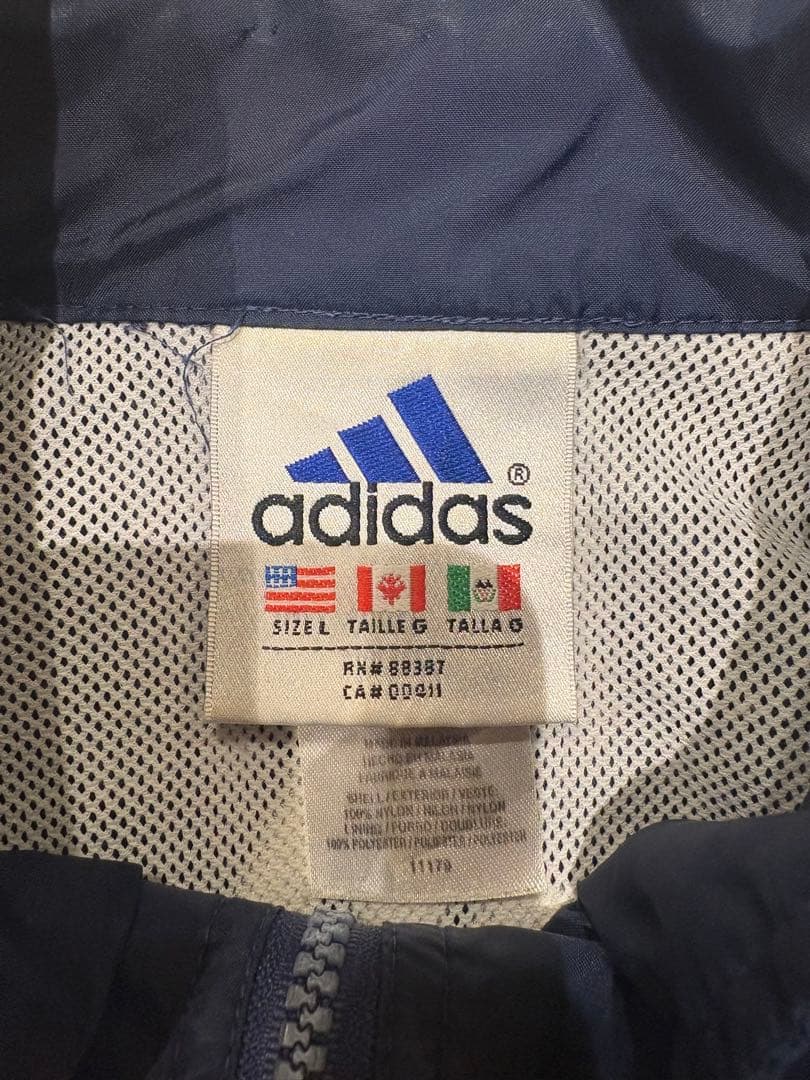 adidas®
SIZE L TAILLE G TALLA G
RN# 88387
CA# 00411
MADE IN MALAYSIA
HECHO EN MALASIA
FABRIQUE A MALAISIE
SHELL / EXTERIOR / VESTE:
100% NYLON / NILON / NYLON
LINING / FORRO / DOUBLURE:
100% POLYESTER / POLIESTER / POLYESTER
11179